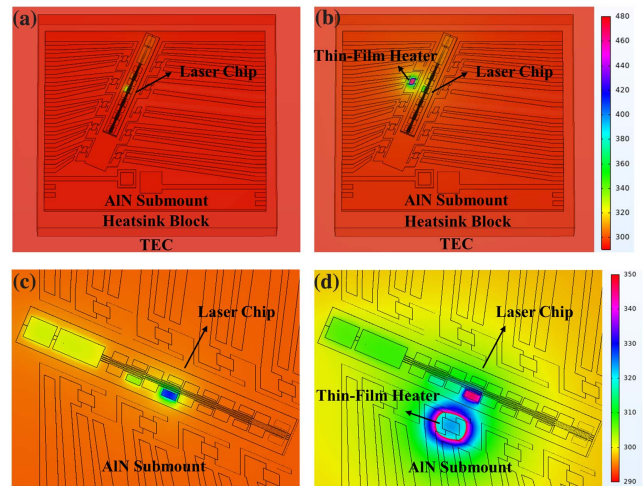 (a)
Laser Chip
AlN Submount
Heatsink Block
TEC
(b)
Thin-Film Heater
Laser Chip
AlN Submount
Heatsink Block
TEC
480
460
440
420
400
380
360
340
320
300
(c)
Laser Chip
AlN Submount
(d)
Laser Chip
Thin-Film Heater
AlN Submount
350
340
330
320
310
300
290